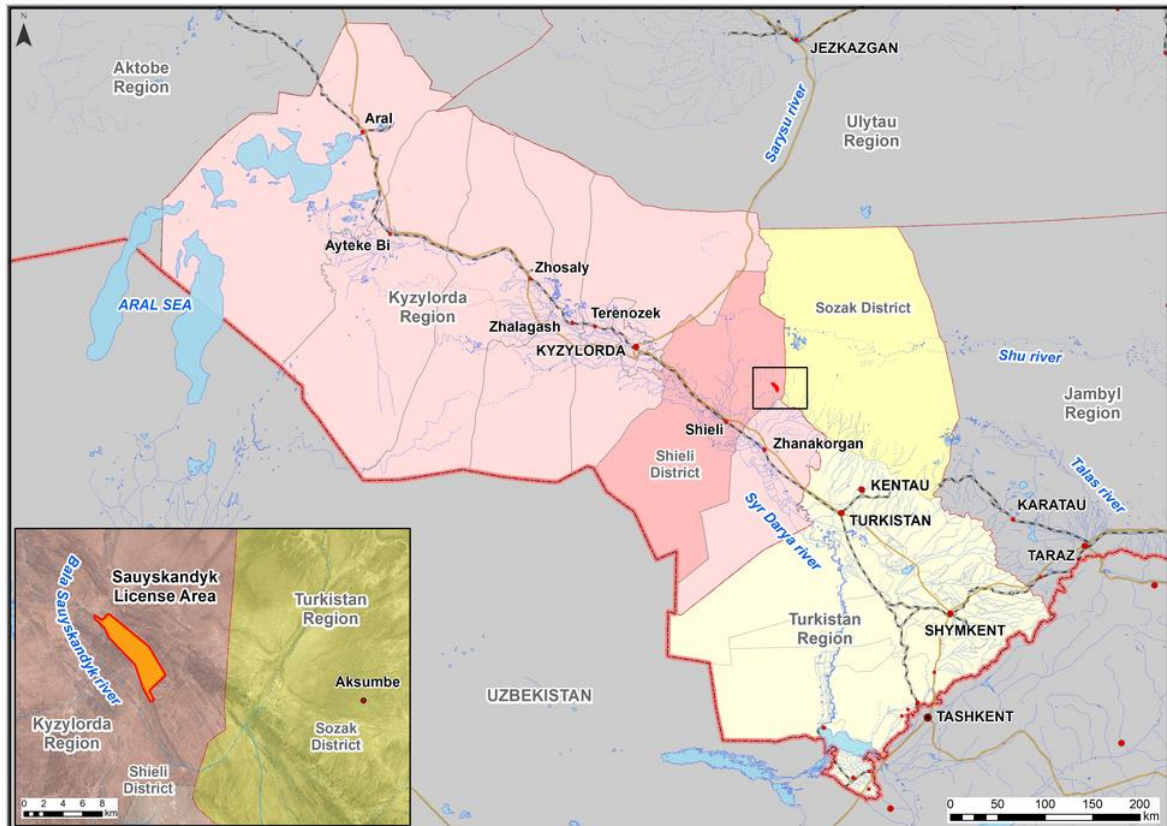 N
JEZKAZGAN
Aktobe
Region
Aral
Sarysu river
Ulytau
Region
Ayteke Bi
Zhosaly
Sozak District
ARAL SEA
Kyzylorda
Region
Zhalagash
Terenozek
KYZYLORDA
Shu river
Jambyl
Region
Shieli
Zhanakorgan
Shieli
District
KENTAU
Talas river
KARATAU
TURKISTAN
Syr Darya river
TARAZ
Turkistan
Region
SHYMKENT
UZBEKISTAN
TASHKENT
0 50 100 150 200
km
Bala Sauyskandyk river
Sauyskandyk
License Area
Turkistan
Region
Aksumbe
Kyzylorda
Region
Sozak
District
Shieli
District
0 2 4 6 8
km